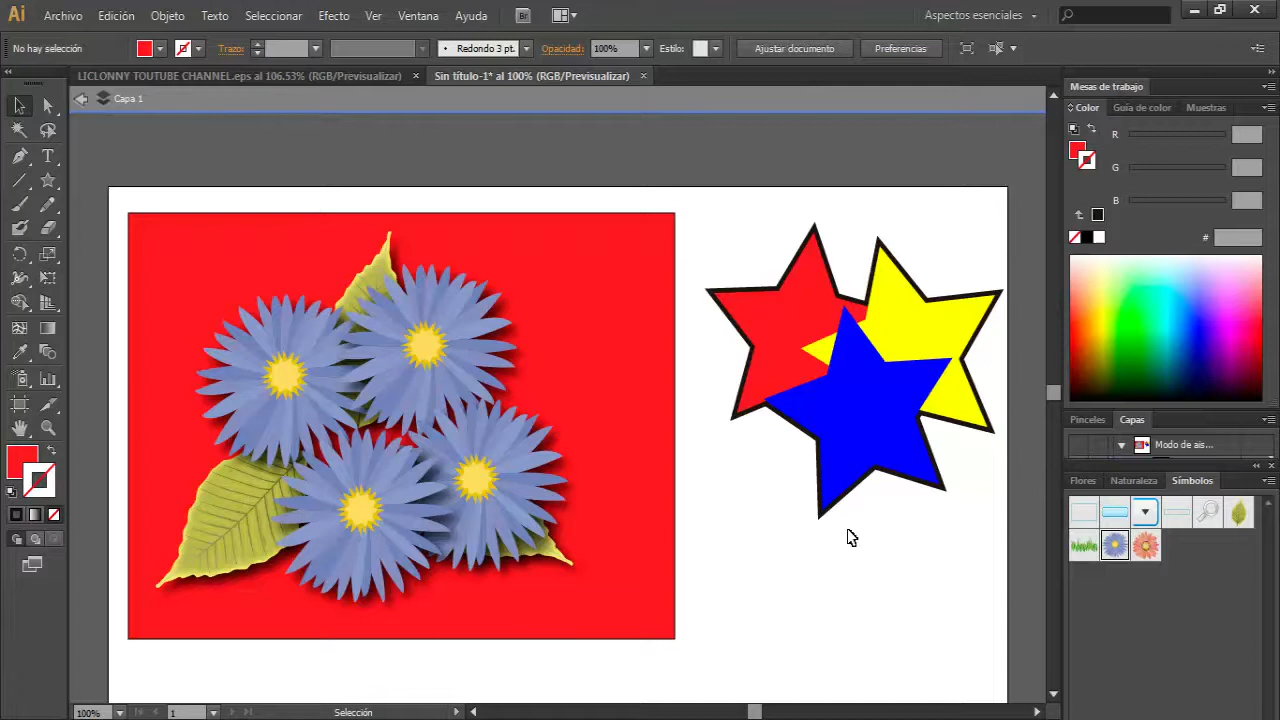 Ai Archivo Edición Objeto Texto Seleccionar Efecto Ver Ventana Ayuda Br Aspectos esenciales
No hay selección Trazo: Redondo 3 pt. Opacidad: 100% Estilo: Ajustar documento Preferencias
LICLONNY TOUTUBE CHANNEL.eps al 106.53% (RGB/Previsualizar) × Sin título-1* al 100% (RGB/Previsualizar) ×
Mesas de trabajo
Capa 1
Color Guía de color Muestras
R
G
B
#
Pinceles Capas
Modo de ais...
Flores Naturaleza Símbolos
100% 1 Selección